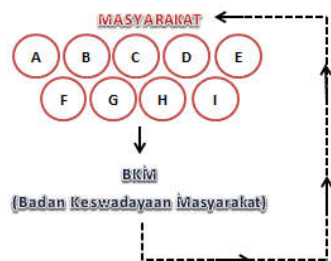 MASYARAKAT
A B C D E
F G H I
BKM
(Badan Keswadayaan Masyarakat)